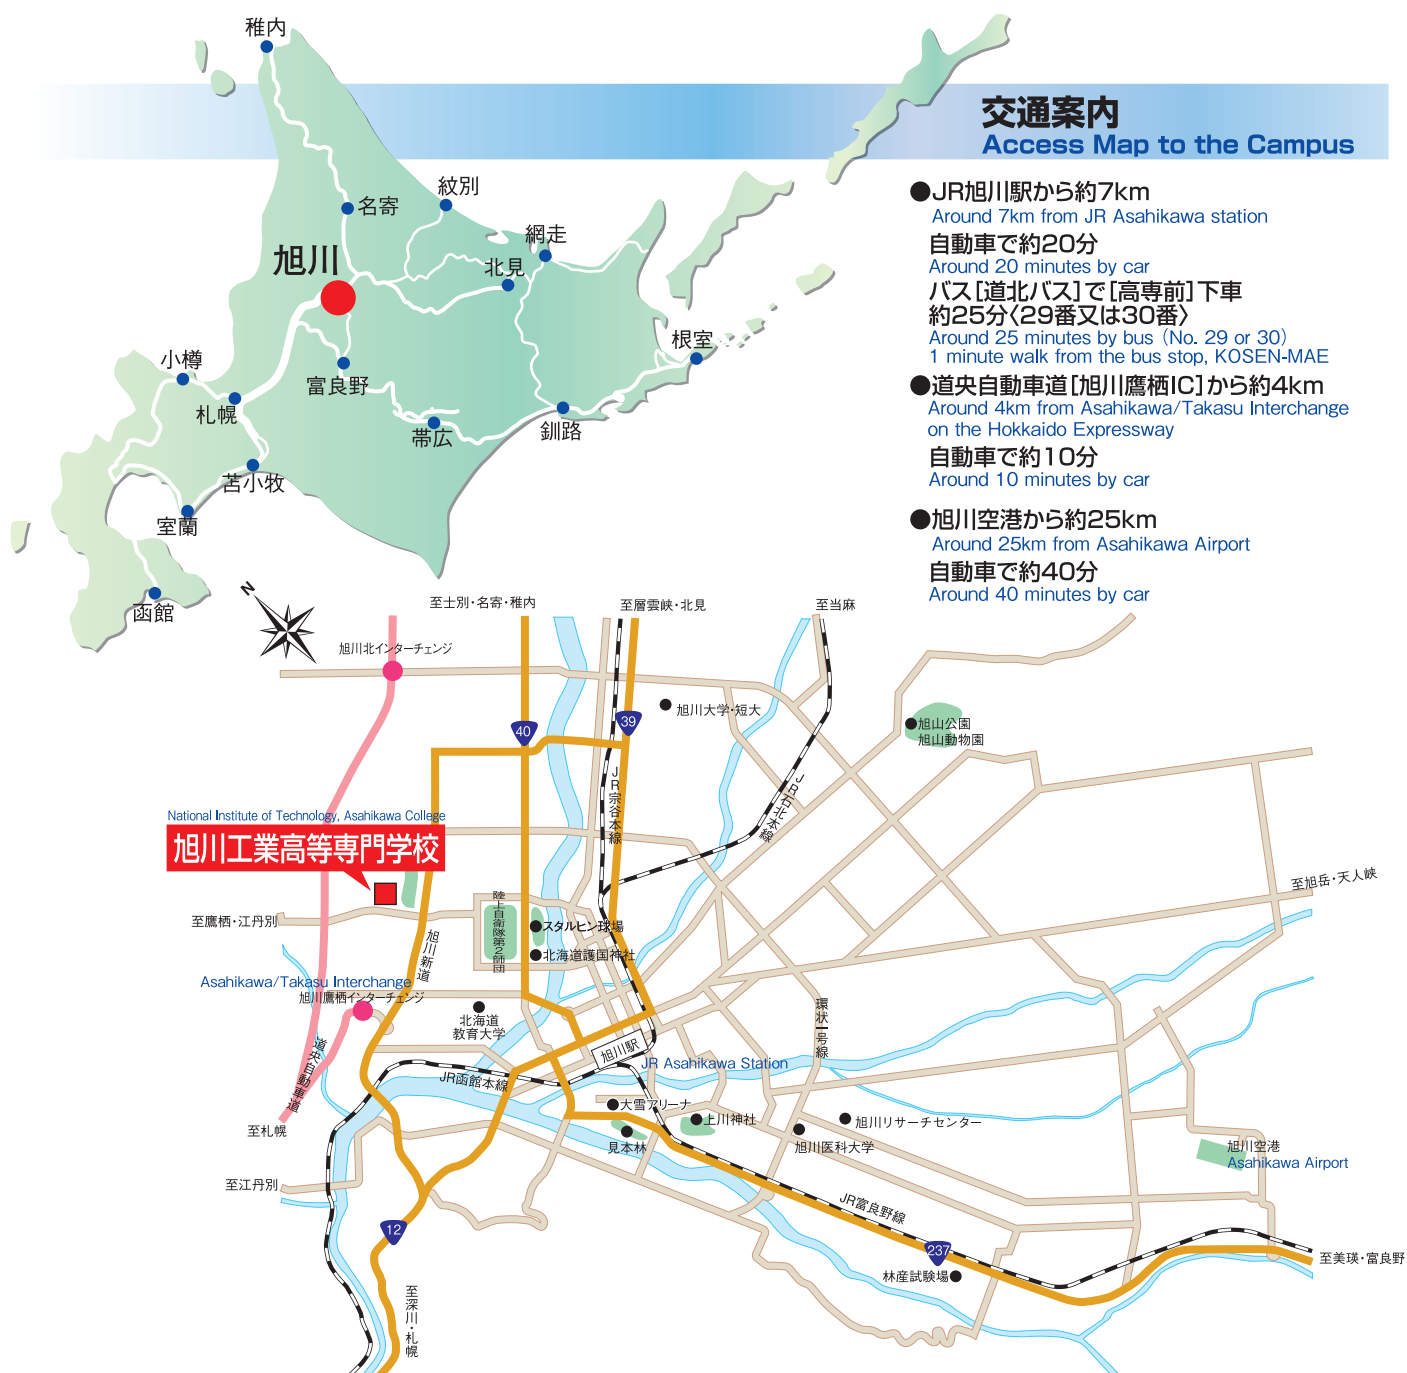 稚内
名寄
紋別
網走
北見
旭川
根室
小樽
富良野
札幌
帯広
釧路
苫小牧
室蘭
函館
交通案内
Access Map to the Campus
●JR旭川駅から約7km
Around 7km from JR Asahikawa station
自動車で約20分
Around 20 minutes by car
バス[道北バス]で[高専前]下車
約25分〈29番又は30番〉
Around 25 minutes by bus (No. 29 or 30)
1 minute walk from the bus stop, KOSEN-MAE
●道央自動車道[旭川鷹栖IC]から約4km
Around 4km from Asahikawa/Takasu Interchange
on the Hokkaido Expressway
自動車で約10分
Around 10 minutes by car
●旭川空港から約25km
Around 25km from Asahikawa Airport
自動車で約40分
Around 40 minutes by car
N
至士別・名寄・稚内
至層雲峡・北見
至当麻
旭川北インターチェンジ
旭川大学・短大
40
39
旭山公園
旭山動物園
JR宗谷本線
JR石北本線
National Institute of Technology, Asahikawa College
旭川工業高等専門学校
至旭岳・天人峡
至鷹栖・江丹別
陸上自衛隊第2師団
スタルヒン球場
旭川新道
北海道護国神社
Asahikawa/Takasu Interchange
旭川鷹栖インターチェンジ
北海道
教育大学
環状一号線
道央自動車道
旭川駅
JR Asahikawa Station
JR函館本線
大雪アリーナ
上川神社
旭川リサーチセンター
至札幌
見本林
旭川医科大学
旭川空港
Asahikawa Airport
至江丹別
JR富良野線
12
237
至美瑛・富良野
林産試験場
至深川・札幌